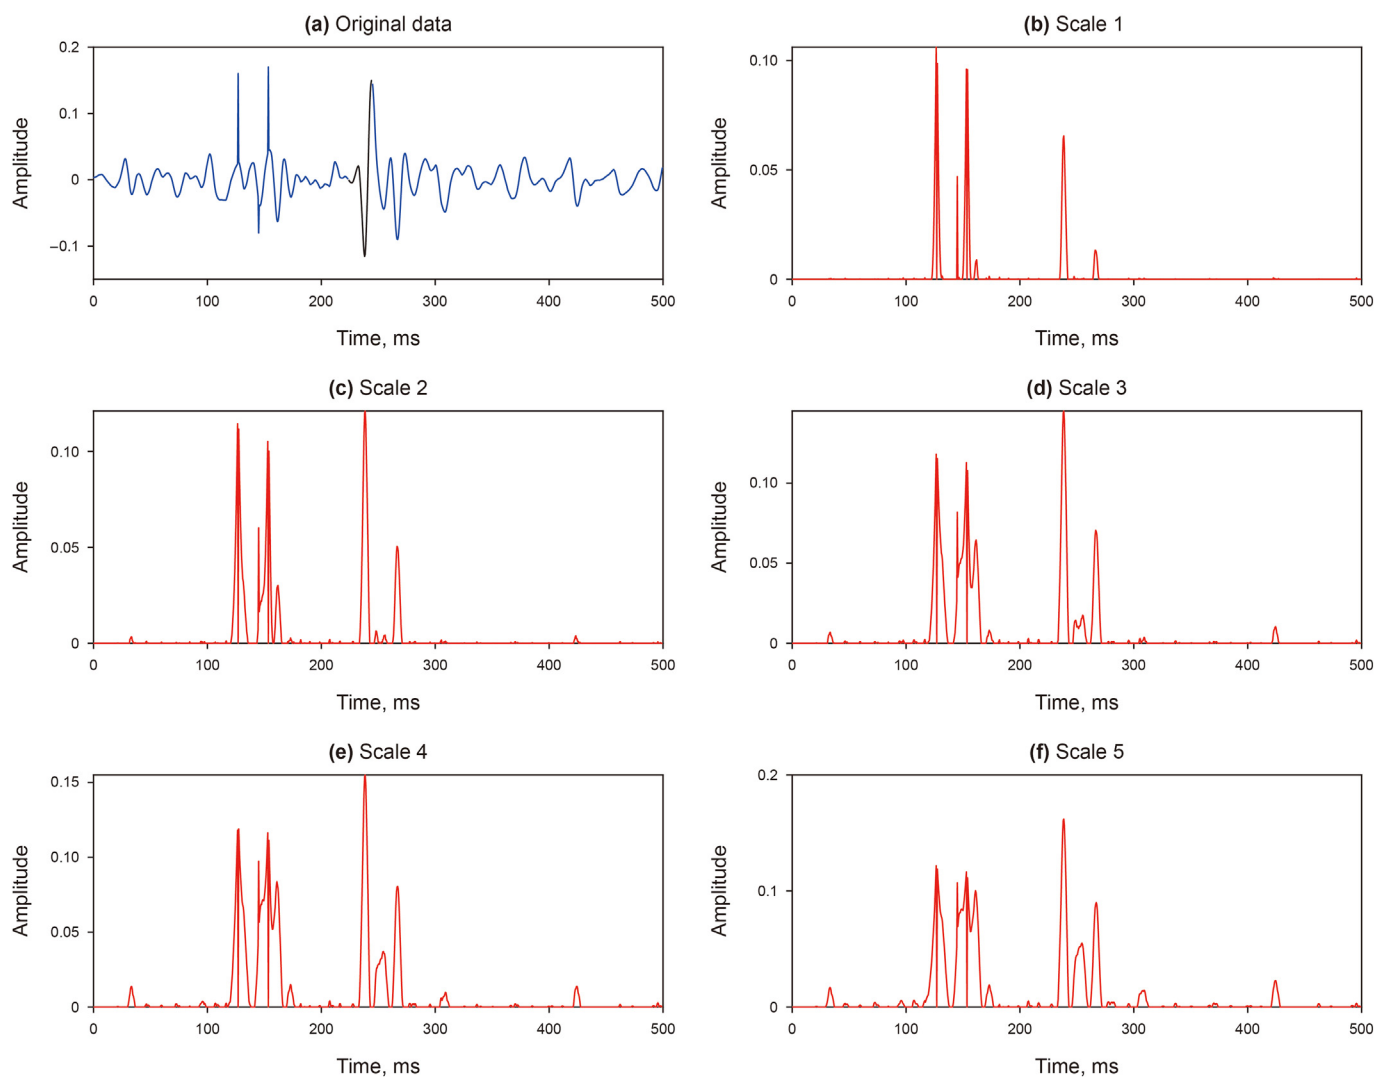 (a) Original data
0.2
0.1
0
–0.1
Amplitude
0 100 200 300 400 500
Time, ms
(b) Scale 1
0.10
0.05
0
Amplitude
0 100 200 300 400 500
Time, ms
(c) Scale 2
0.10
0.05
0
Amplitude
0 100 200 300 400 500
Time, ms
(d) Scale 3
0.10
0.05
0
Amplitude
0 100 200 300 400 500
Time, ms
(e) Scale 4
0.15
0.10
0.05
0
Amplitude
0 100 200 300 400 500
Time, ms
(f) Scale 5
0.2
0.1
0
Amplitude
0 100 200 300 400 500
Time, ms